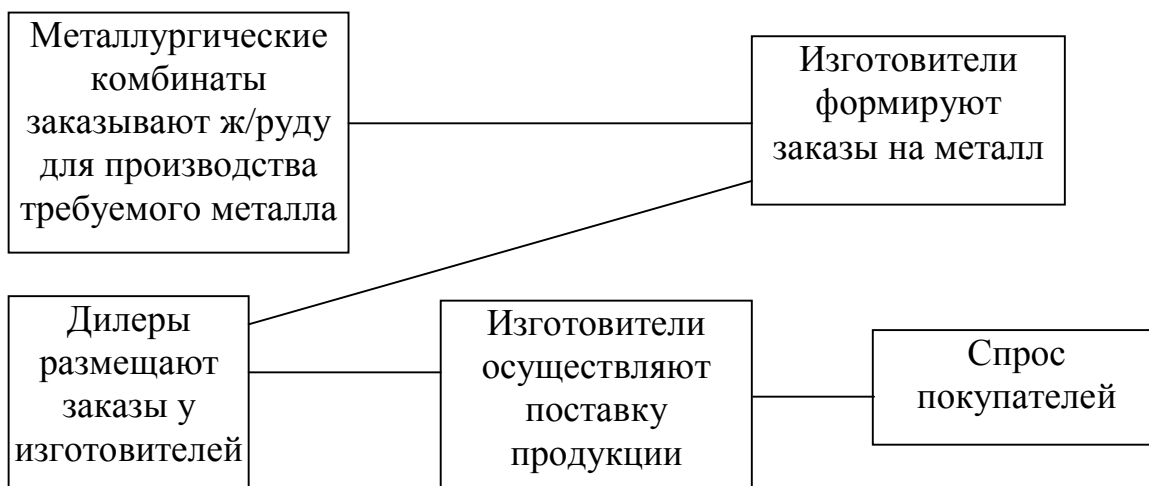 Металлургические
комбинаты
заказывают ж/руду
для производства
требуемого металла
Изготовители
формируют
заказы на металл
Дилеры
размещают
заказы у
изготовителей
Изготовители
осуществляют
поставку
продукции
Спрос
покупателей